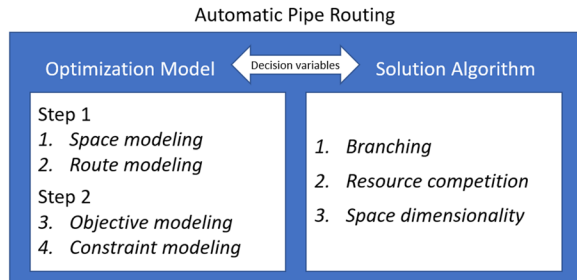 Automatic Pipe Routing
Optimization Model
Decision variables
Solution Algorithm
Step 1
1. Space modeling
2. Route modeling
Step 2
3. Objective modeling
4. Constraint modeling
1. Branching
2. Resource competition
3. Space dimensionality